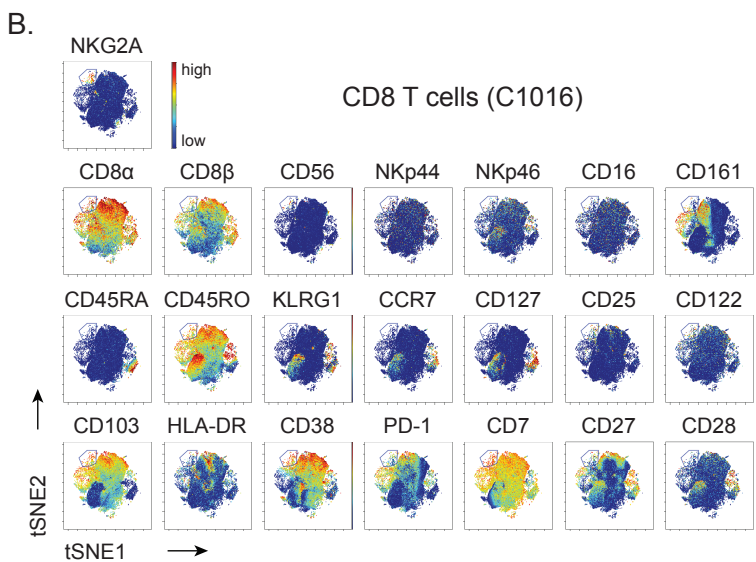 B.
NKG2A
high
low
CD8 T cells (C1016)
CD8α CD8β CD56 NKp44 NKp46 CD16 CD161
CD45RA CD45RO KLRG1 CCR7 CD127 CD25 CD122
CD103 HLA-DR CD38 PD-1 CD7 CD27 CD28
tSNE2
tSNE1